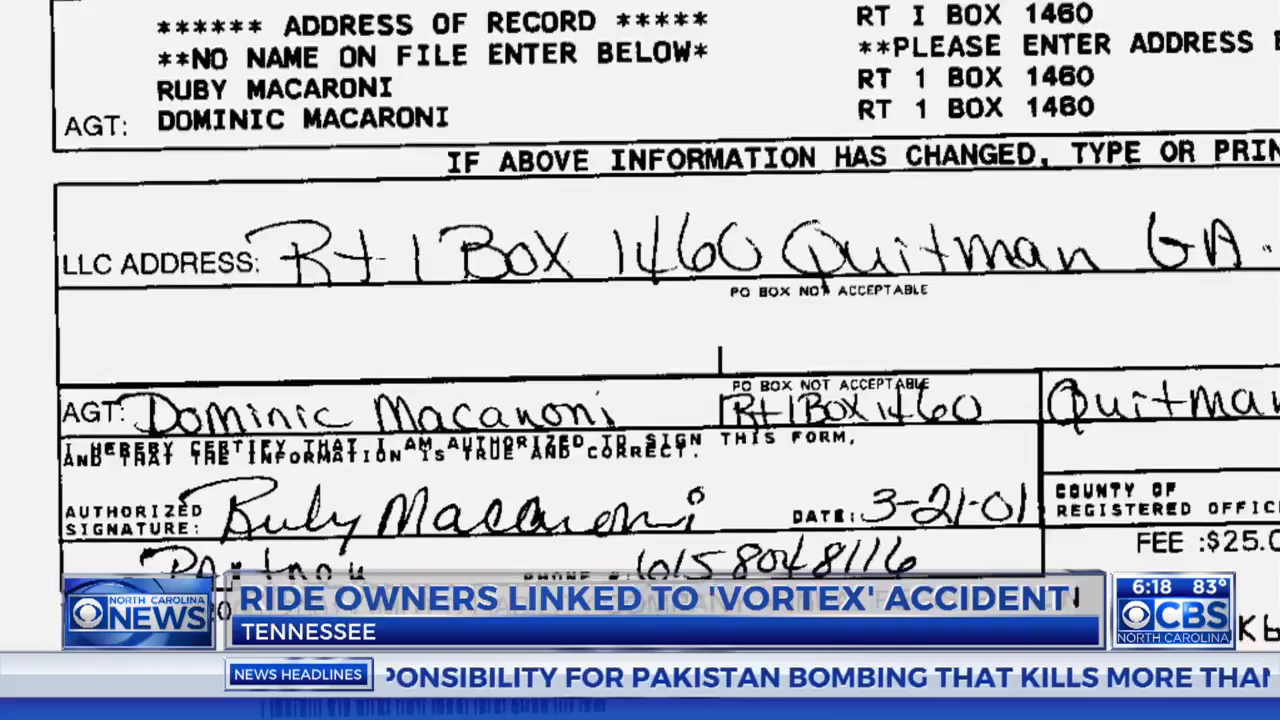 ****** ADDRESS OF RECORD *****
RT I BOX 1460
**NO NAME ON FILE ENTER BELOW*
**PLEASE ENTER ADDRESS
RUBY MACARONI
RT 1 BOX 1460
AGT: DOMINIC MACARONI
RT 1 BOX 1460
IF ABOVE INFORMATION HAS CHANGED, TYPE OR PRIN
LLC ADDRESS: Rt 1 Box 1460 Quitman GA.
PO BOX NOT ACCEPTABLE
PO BOX NOT ACCEPTABLE
AGT: Dominic Macaroni Rt 1 Box 1460 Quitman
I HEREBY CERTIFY THAT I AM AUTHORIZED TO SIGN THIS FORM,
AND THAT THE INFORMATION IS TRUE AND CORRECT.
AUTHORIZED
SIGNATURE: Ruby Macaroni DATE: 3-21-01
COUNTY OF
REGISTERED OFFIC
FEE :$25.0
6158048116
RIDE OWNERS LINKED TO 'VORTEX' ACCIDENT
TENNESSEE
NORTH CAROLINA
NEWS
6:18 83°
CBS
NORTH CAROLINA
NEWS HEADLINES
PONSIBILITY FOR PAKISTAN BOMBING THAT KILLS MORE THAN